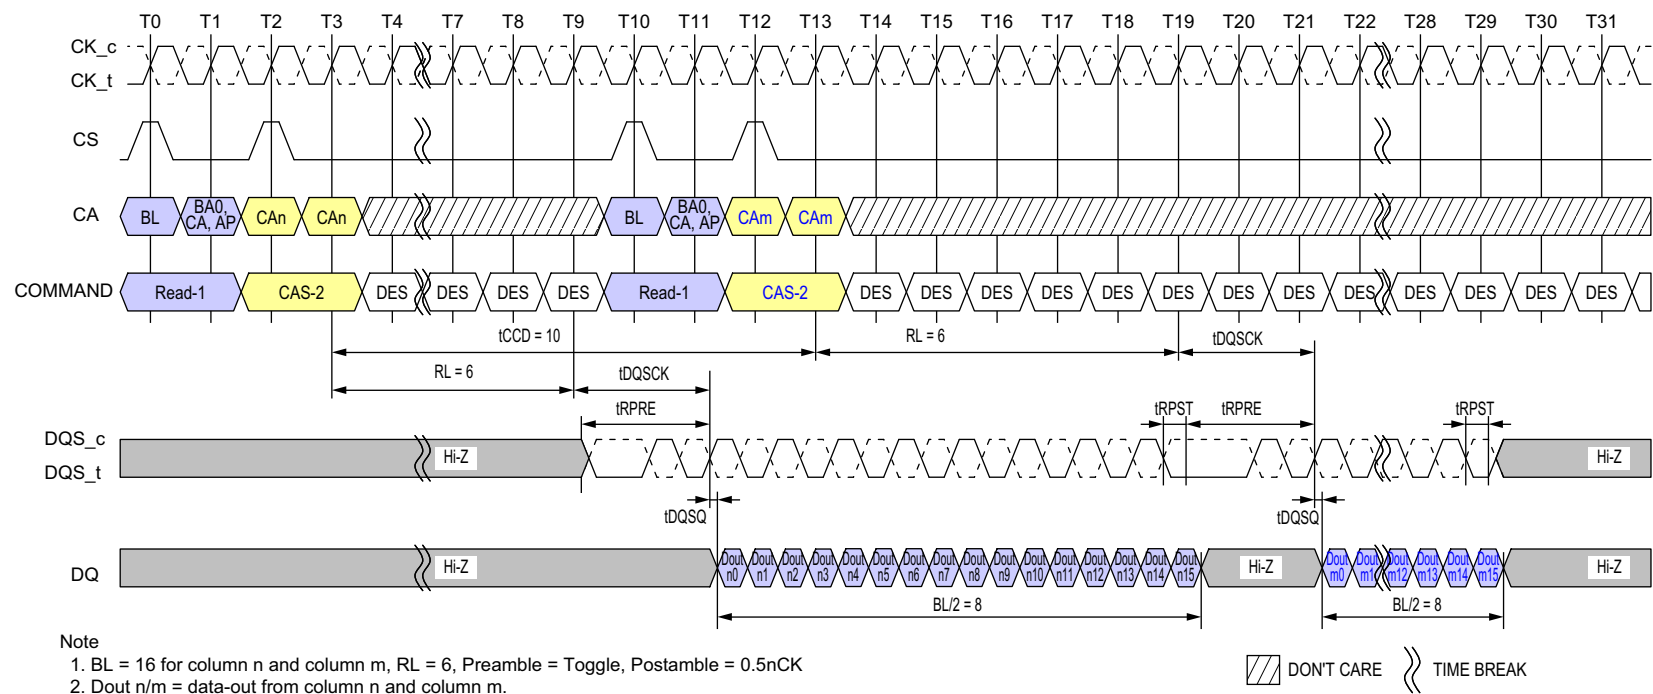 T0 T1 T2 T3 T4 T7 T8 T9 T10 T11 T12 T13 T14 T15 T16 T17 T18 T19 T20 T21 T22 T28 T29 T30 T31
CK_c
CK_t
CS
CA BL BA0, CA, AP CAn CAn BL BA0, CA, AP CAm CAm
COMMAND Read-1 CAS-2 DES DES DES DES Read-1 CAS-2 DES DES DES DES DES DES DES DES DES DES DES DES DES
tCCD = 10 RL = 6 tDQSCK
RL = 6 tDQSCK
tRPRE tRPST tRPRE tRPST
DQS_c
DQS_t
Hi-Z Hi-Z
tDQSQ tDQSQ
DQ Hi-Z Dout n0 Dout n1 Dout n2 Dout n3 Dout n4 Dout n5 Dout n6 Dout n7 Dout n8 Dout n9 Dout n10 Dout n11 Dout n12 Dout n13 Dout n14 Dout n15 Hi-Z Dout m0 Dout m1 Dout m12 Dout m13 Dout m14 Dout m15 Hi-Z
BL/2 = 8 BL/2 = 8
Note
1. BL = 16 for column n and column m, RL = 6, Preamble = Toggle, Postamble = 0.5nCK
2. Dout n/m = data-out from column n and column m.
DON'T CARE TIME BREAK